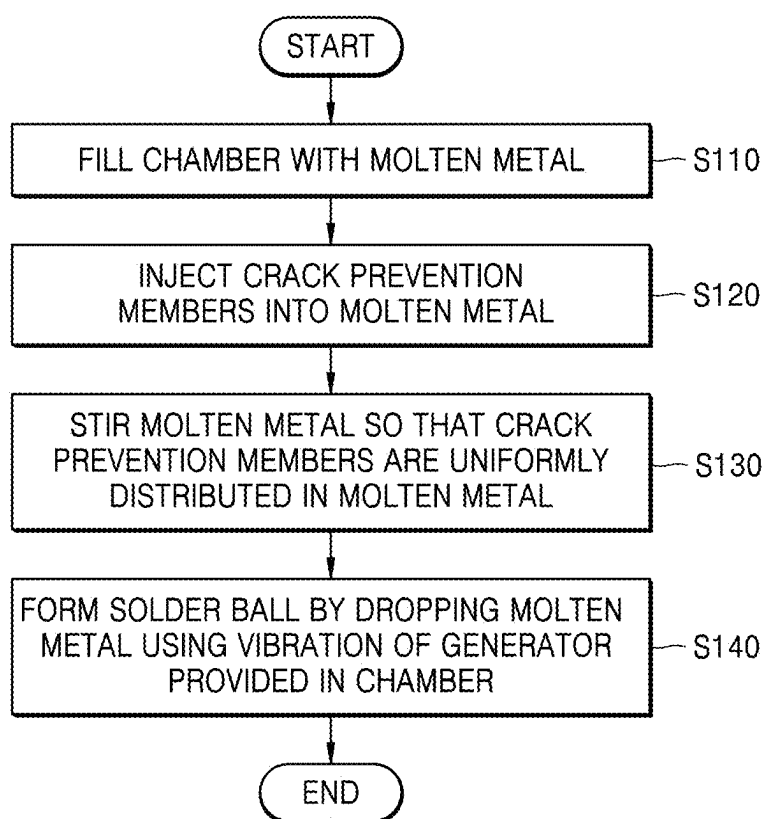 START
FILL CHAMBER WITH MOLTEN METAL
S110
INJECT CRACK PREVENTION
MEMBERS INTO MOLTEN METAL
S120
STIR MOLTEN METAL SO THAT CRACK
PREVENTION MEMBERS ARE UNIFORMLY
DISTRIBUTED IN MOLTEN METAL
S130
FORM SOLDER BALL BY DROPPING MOLTEN
METAL USING VIBRATION OF GENERATOR
PROVIDED IN CHAMBER
S140
END